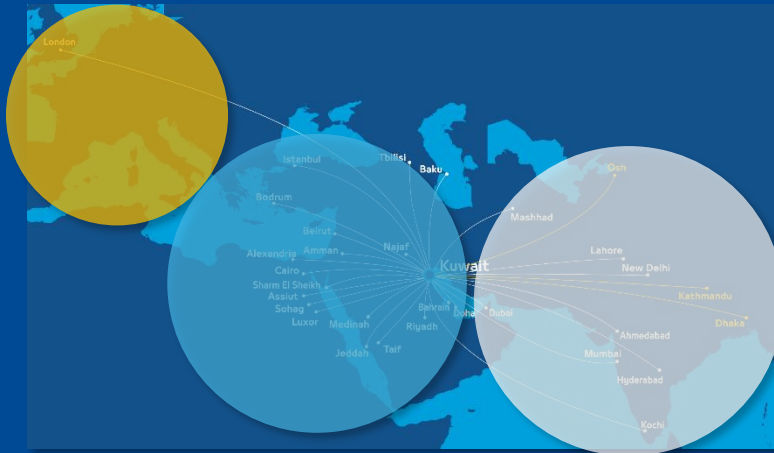 London
Istanbul
Tbilisi
Baku
Osh
Bodrum
Mashhad
Beirut
Najaf
Alexandria
Amman
Lahore
Kuwait
New Delhi
Cairo
Sharm El Sheikh
Assiut
Kathmandu
Sohag
Bahrain
Doha
Dubai
Luxor
Medinah
Riyadh
Dhaka
Ahmedabad
Jeddah
Taif
Mumbai
Hyderabad
Kochi